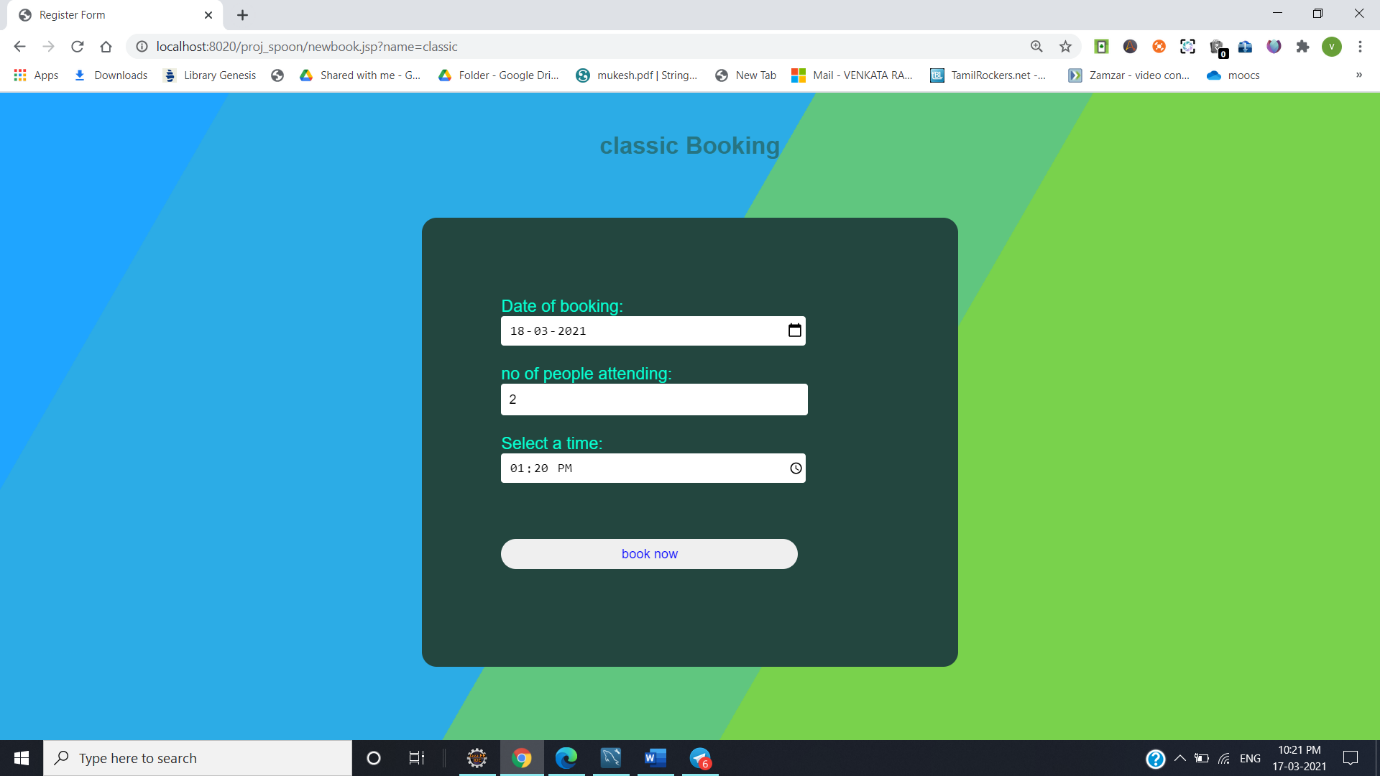 Register Form
localhost:8020/proj_spoon/newbook.jsp?name=classic
V
0
Apps Downloads Library Genesis Shared with me - G... Folder - Google Dri... mukesh.pdf | String... New Tab Mail - VENKATA RA... TamilRockers.net -... Zamzar - video con... moocs »
classic Booking
Date of booking:
18-03-2021
no of people attending:
2
Select a time:
01:20 PM
book now
Type here to search
6
ENG
10:21 PM
17-03-2021